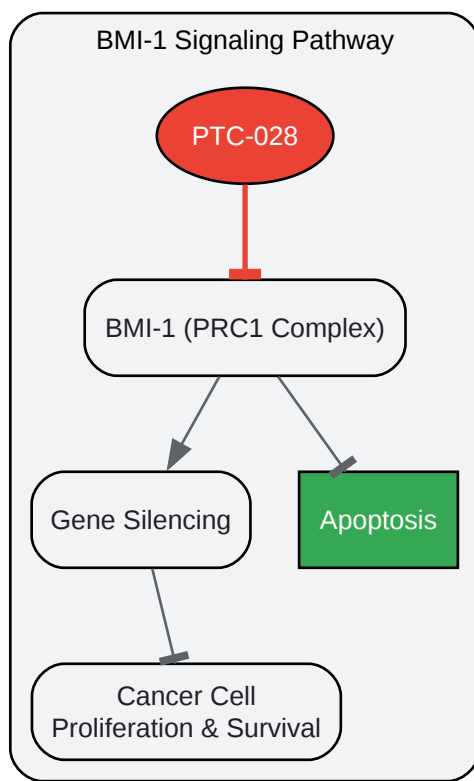 BMI-1 Signaling Pathway
PTC-028
BMI-1 (PRC1 Complex)
Gene Silencing
Apoptosis
Cancer Cell
Proliferation & Survival